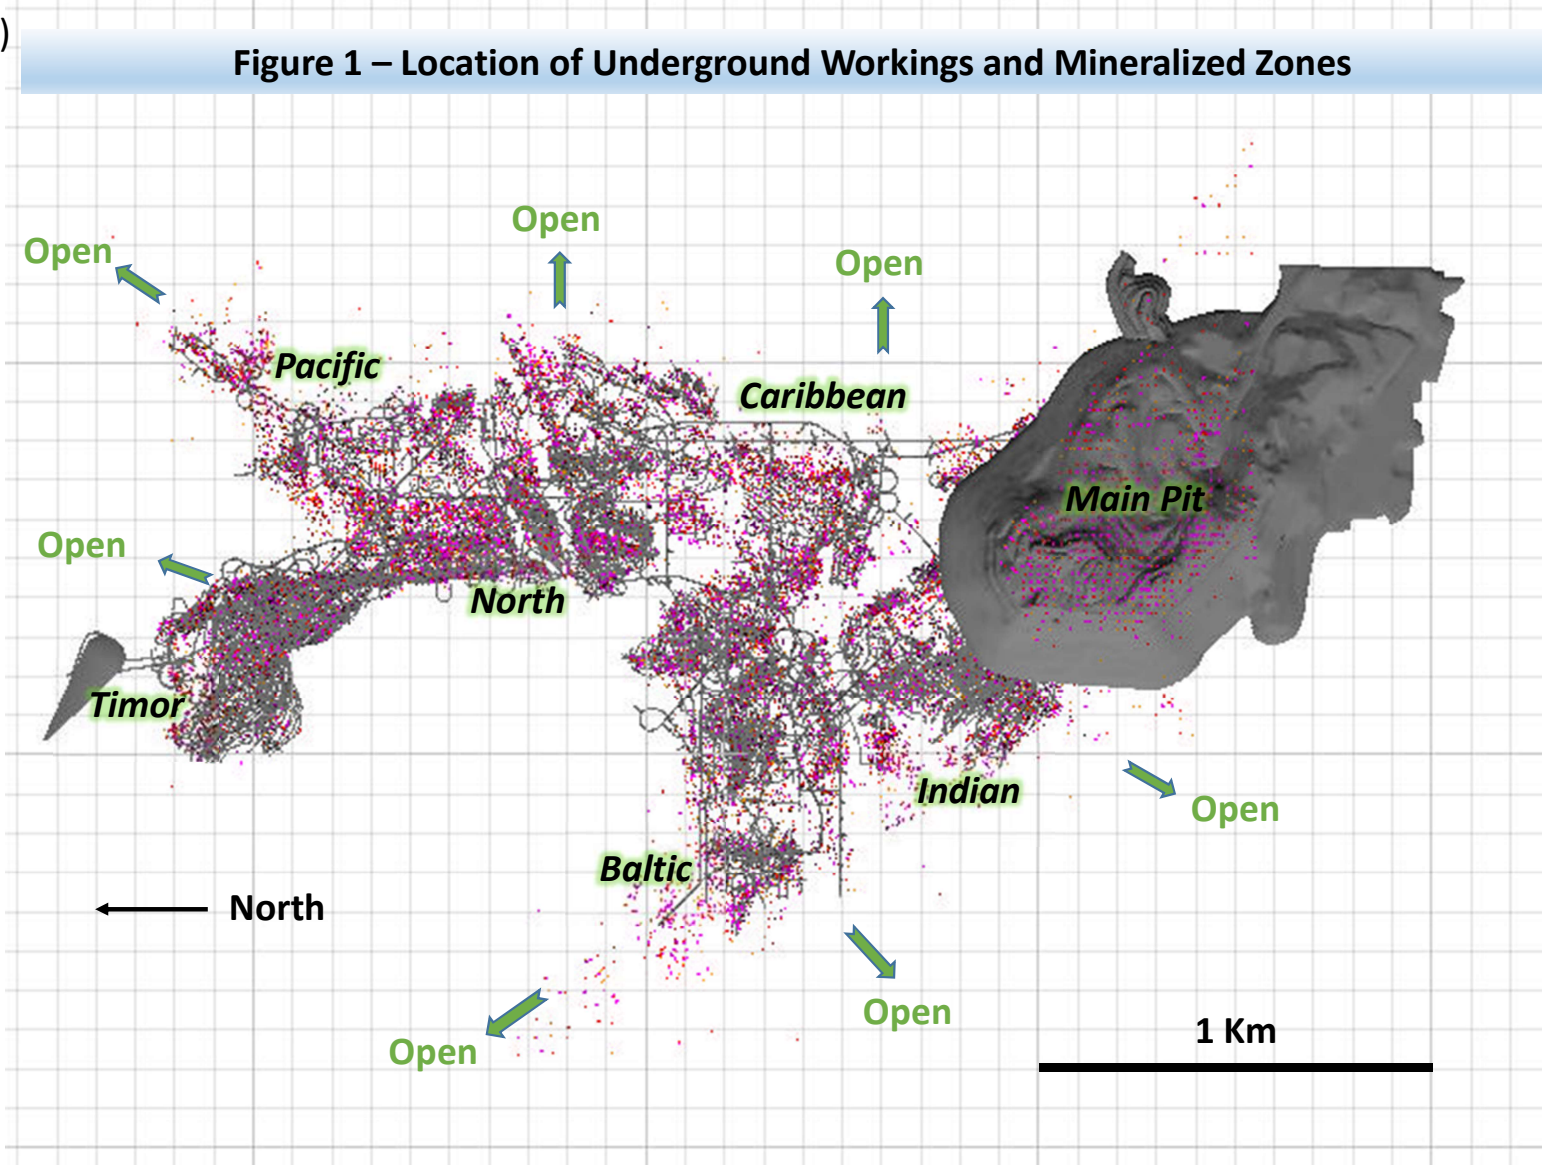 )
Figure 1 – Location of Underground Workings and Mineralized Zones
Open
Open
Open
Pacific
Caribbean
Main Pit
Open
North
Timor
Indian
Open
Baltic
North
Open
Open
1 Km